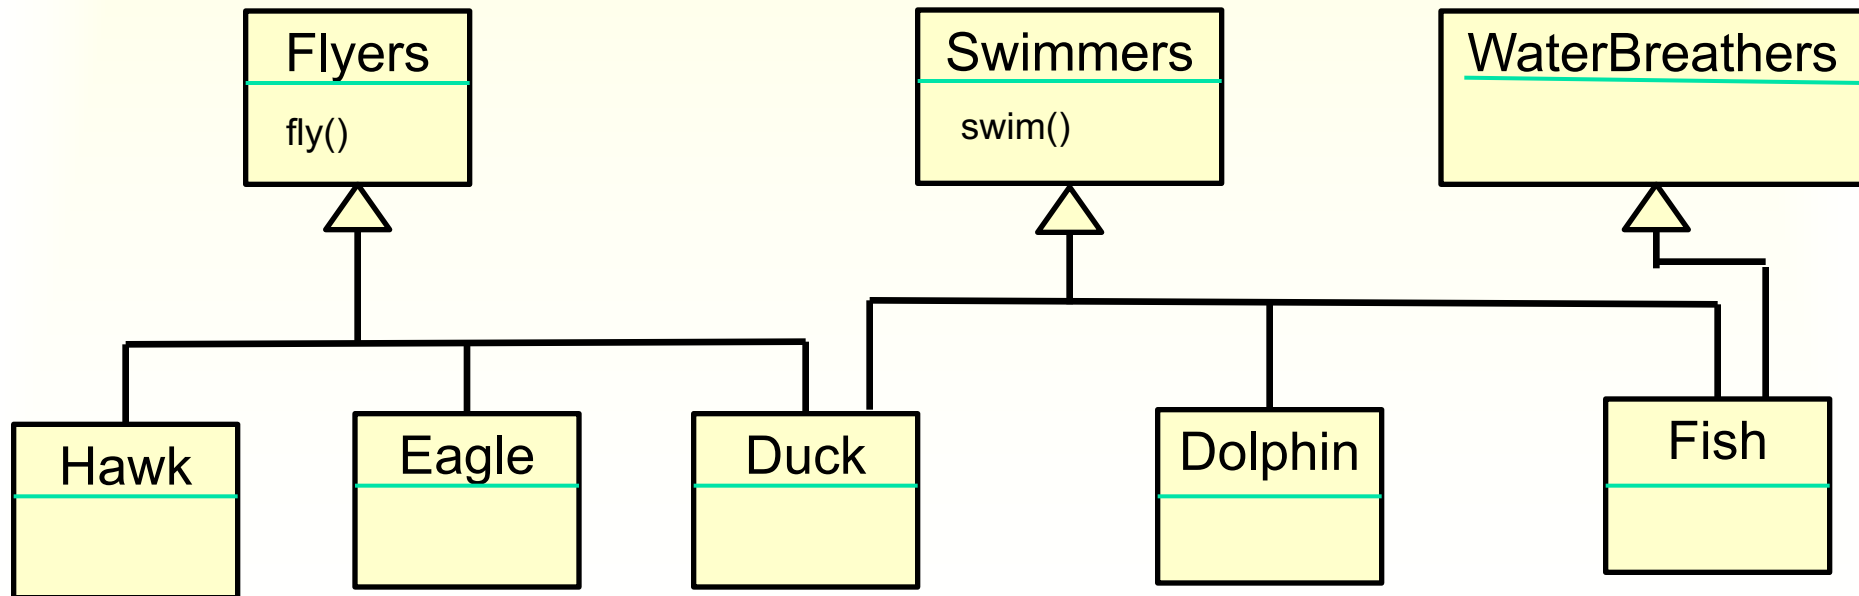 Flyers
fly()
Swimmers
swim()
WaterBreathers
Hawk
Eagle
Duck
Dolphin
Fish